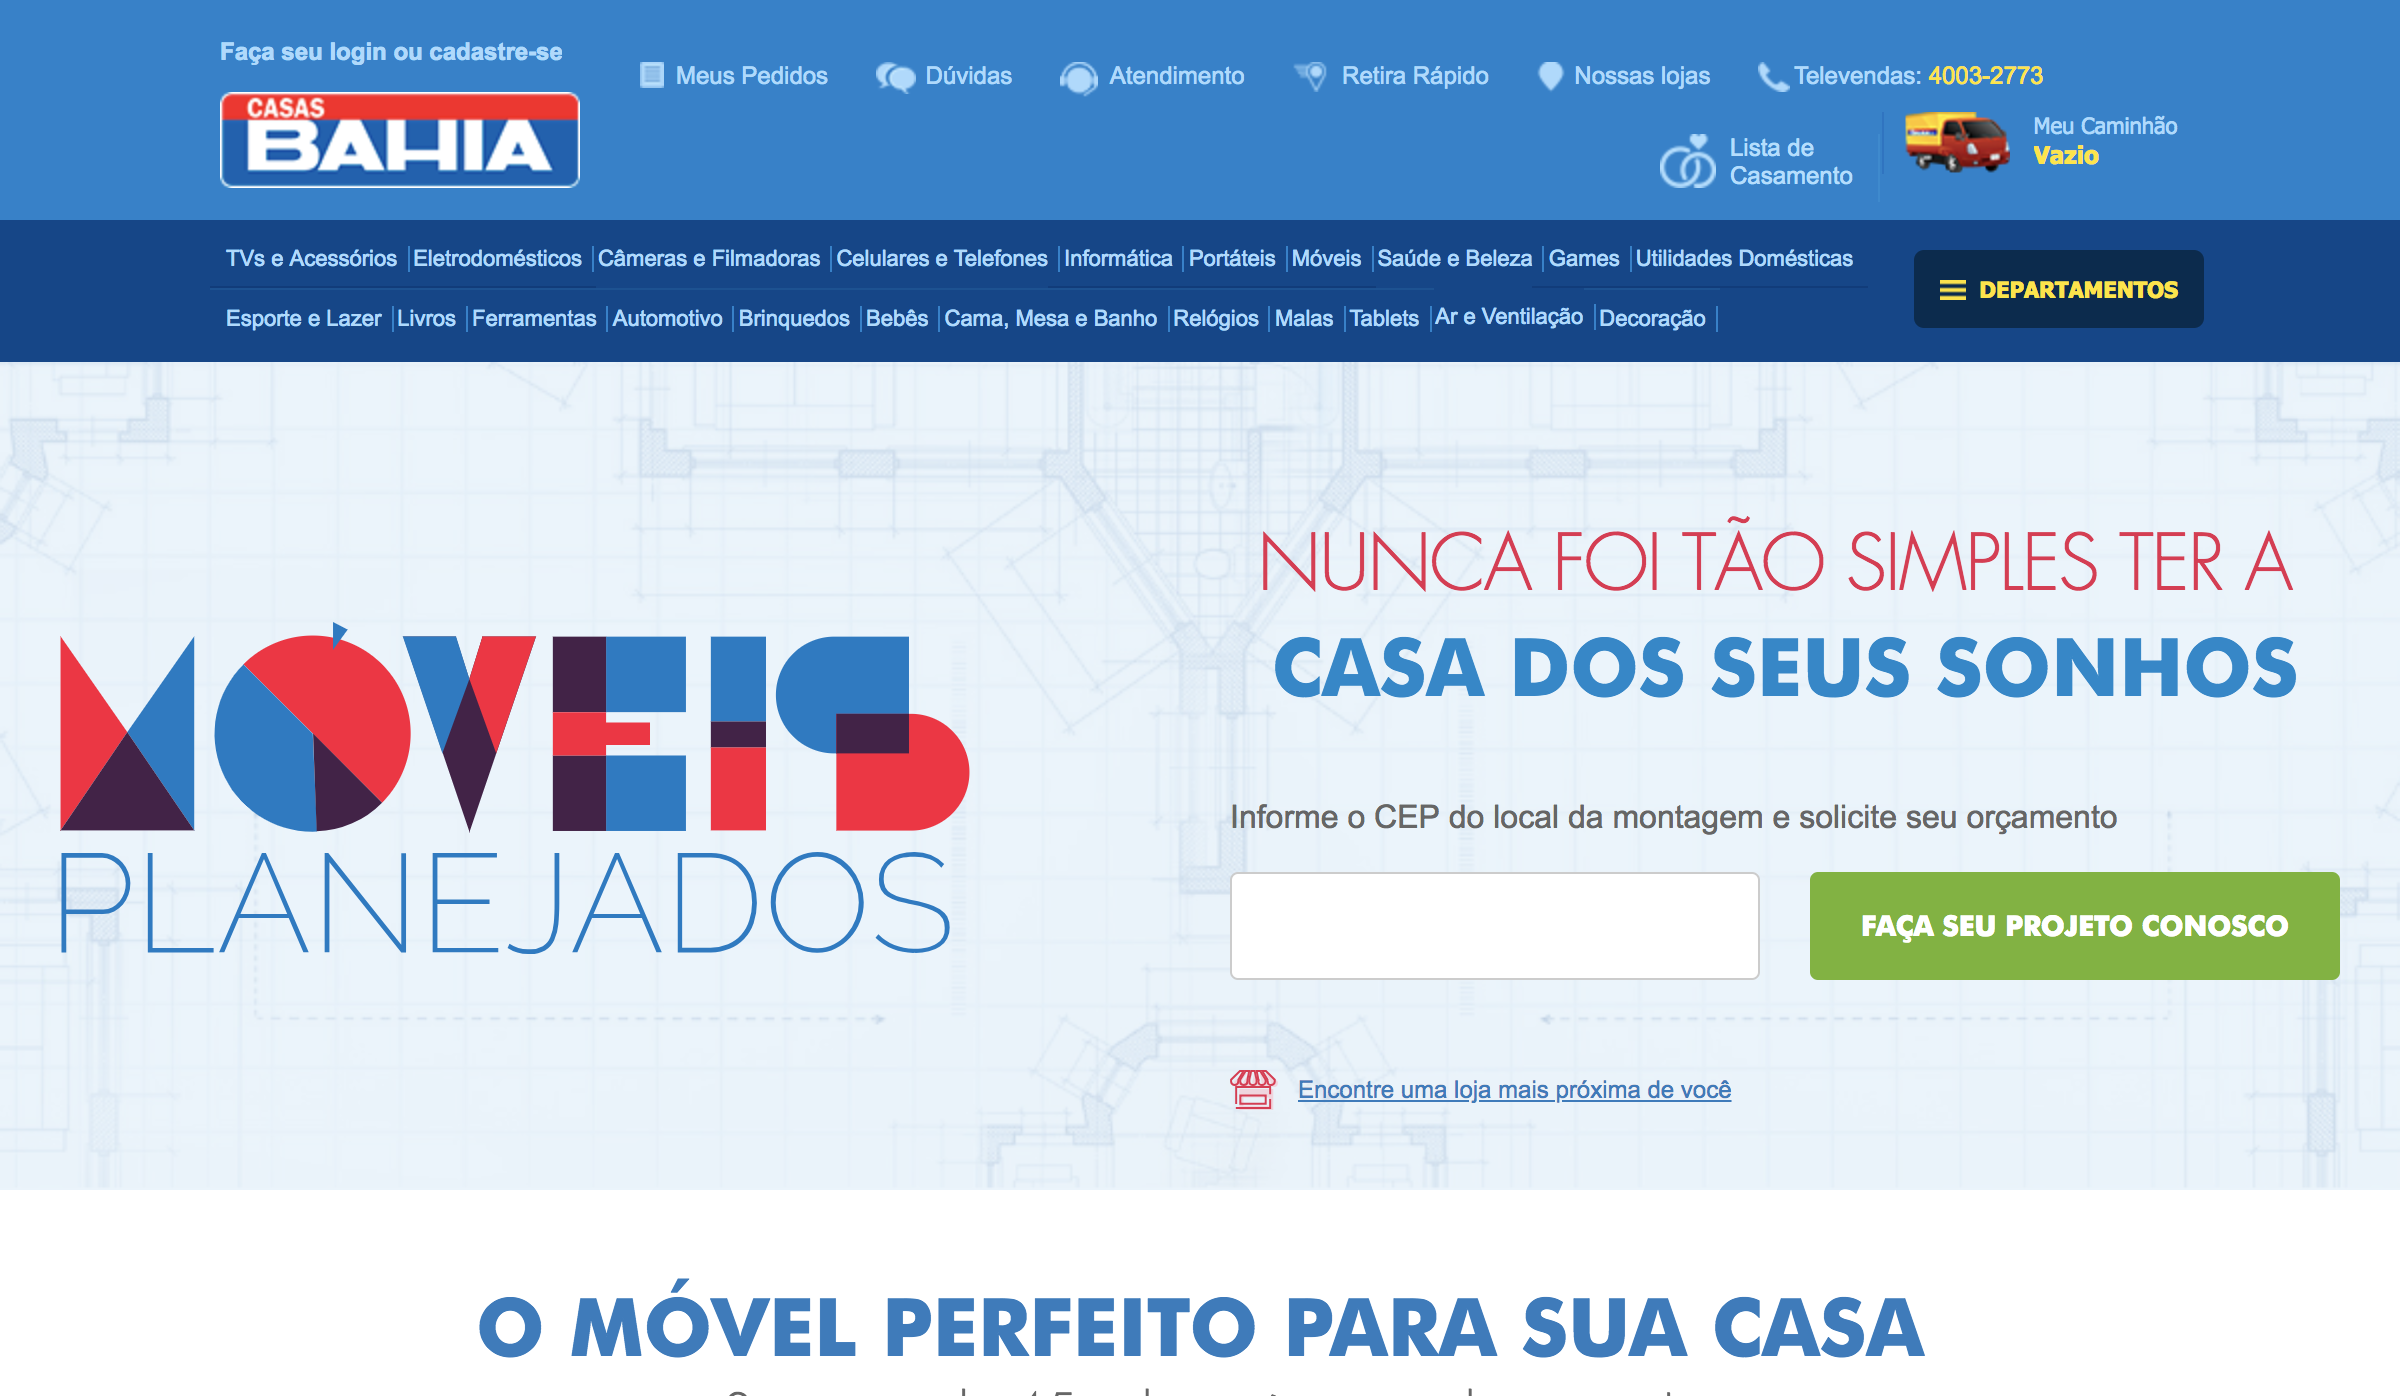 Faça seu login ou cadastre-se
CASAS
BAHIA
Meus Pedidos
Dúvidas
Atendimento
Retira Rápido
Nossas lojas
Televendas: 4003-2773
Lista de
Casamento
Meu Caminhão
Vazio
TVs e Acessórios Eletrodomésticos Câmeras e Filmadoras Celulares e Telefones Informática Portáteis Móveis Saúde e Beleza Games Utilidades Domésticas
Esporte e Lazer Livros Ferramentas Automotivo Brinquedos Bebês Cama, Mesa e Banho Relógios Malas Tablets Ar e Ventilação Decoração
DEPARTAMENTOS
MÓVEIS
PLANEJADOS
NUNCA FOI TÃO SIMPLES TER A
CASA DOS SEUS SONHOS
Informe o CEP do local da montagem e solicite seu orçamento
FAÇA SEU PROJETO CONOSCO
Encontre uma loja mais próxima de você
O MÓVEL PERFEITO PARA SUA CASA